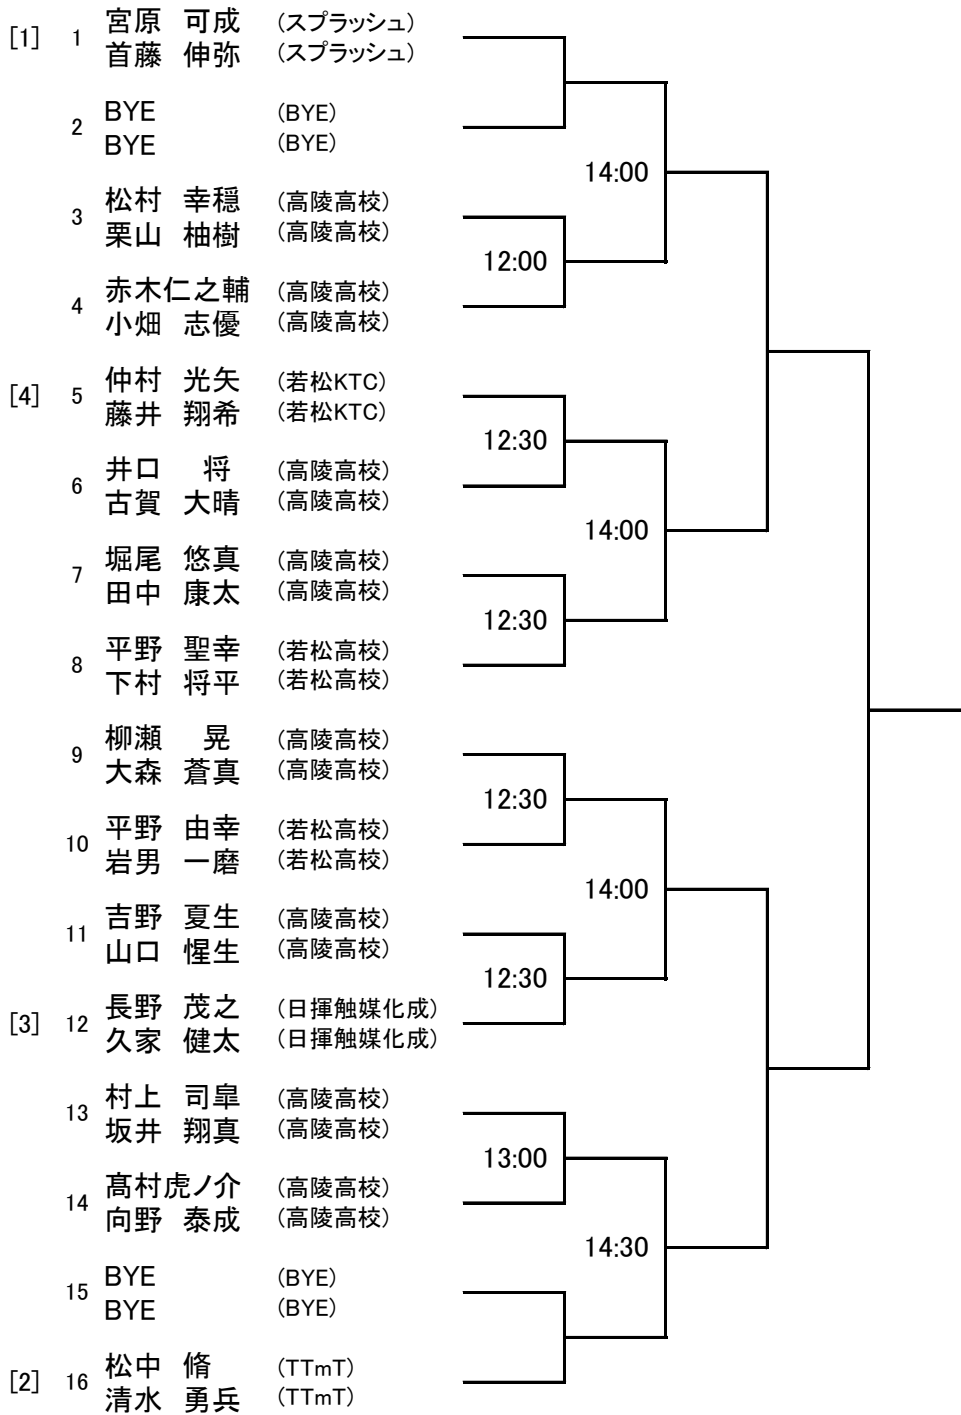 [1] 1 宮原 可成 (スプラッシュ)
首藤 伸弥 (スプラッシュ)
2 BYE (BYE)
BYE (BYE)
14:00
3 松村 幸穏 (高陵高校)
栗山 柚樹 (高陵高校)
12:00
4 赤木仁之輔 (高陵高校)
小畑 志優 (高陵高校)
[4] 5 仲村 光矢 (若松KTC)
藤井 翔希 (若松KTC)
12:30
6 井口 将 (高陵高校)
古賀 大晴 (高陵高校)
14:00
7 堀尾 悠真 (高陵高校)
田中 康太 (高陵高校)
12:30
8 平野 聖幸 (若松高校)
下村 将平 (若松高校)
9 柳瀬 晃 (高陵高校)
大森 蒼真 (高陵高校)
12:30
10 平野 由幸 (若松高校)
岩男 一磨 (若松高校)
14:00
11 吉野 夏生 (高陵高校)
山口 惺生 (高陵高校)
12:30
[3] 12 長野 茂之 (日揮触媒化成)
久家 健太 (日揮触媒化成)
13 村上 司皐 (高陵高校)
坂井 翔真 (高陵高校)
13:00
14 髙村虎ノ介 (高陵高校)
向野 泰成 (高陵高校)
14:30
15 BYE (BYE)
BYE (BYE)
[2] 16 松中 脩 (TTmT)
清水 勇兵 (TTmT)